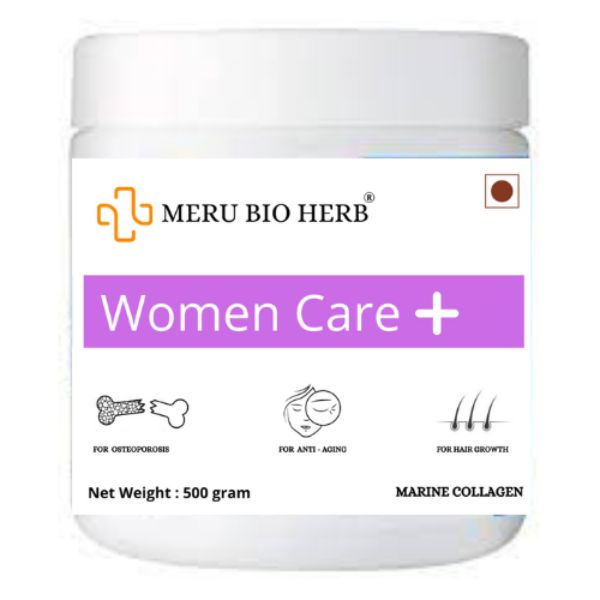 MERU BIO HERB®
Women Care +
FOR OSTEOPOROSIS
FOR ANTI - AGING
FOR HAIR GROWTH
Net Weight : 500 gram
MARINE COLLAGEN